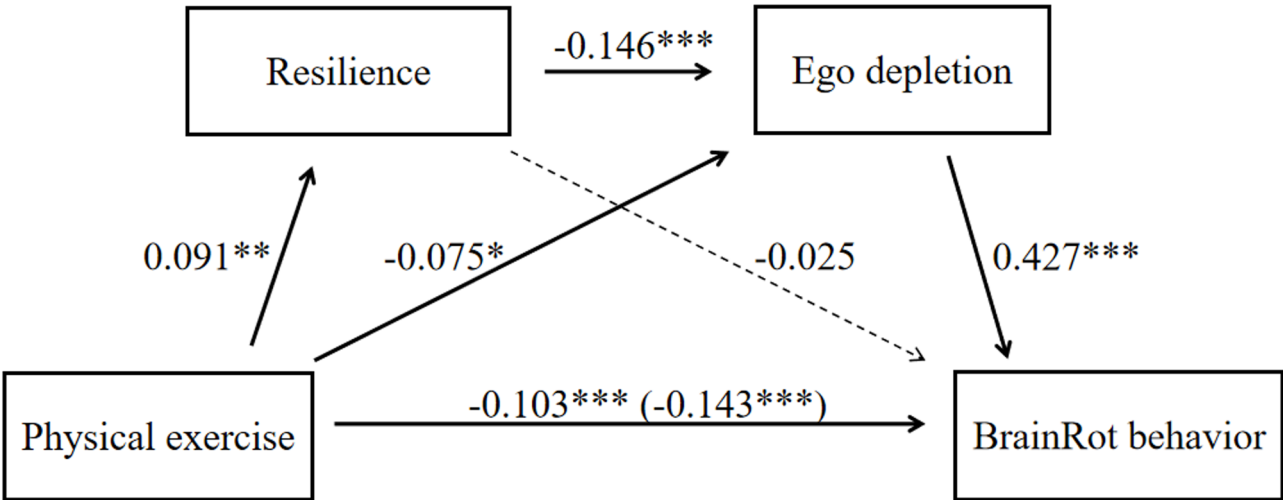 -0.146***
Resilience
Ego depletion
0.091**
-0.075*
-0.025
0.427***
-0.103*** (-0.143***)
Physical exercise
BrainRot behavior